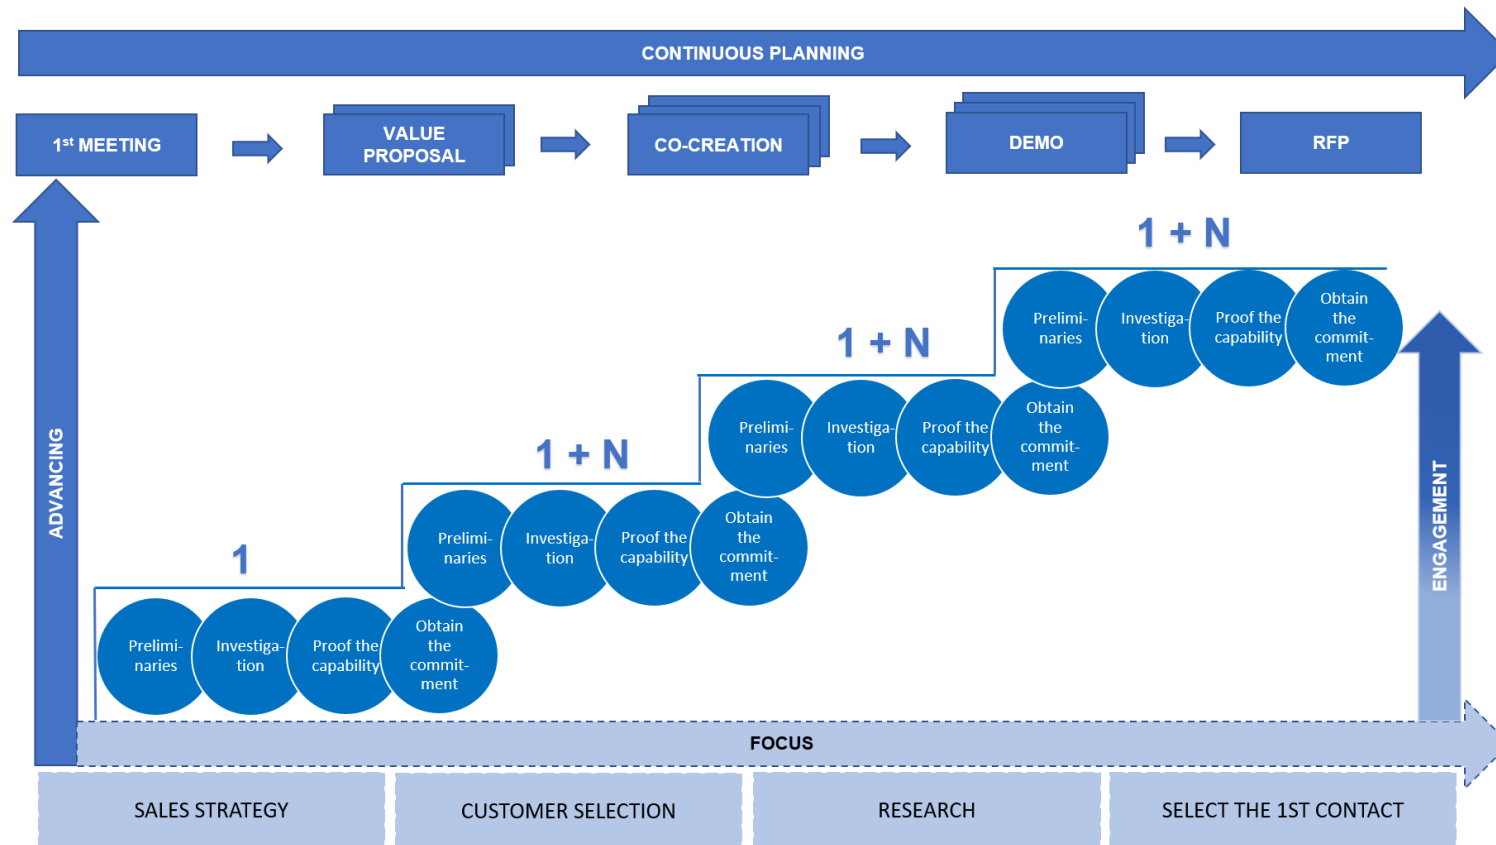 CONTINUOUS PLANNING
1st MEETING
VALUE
PROPOSAL
CO-CREATION
DEMO
RFP
1 + N
Prelimi-
naries
Investiga-
tion
Proof the
capability
Obtain
the
commit-
ment
1 + N
Prelimi-
naries
Investiga-
tion
Proof the
capability
Obtain
the
commit-
ment
1 + N
Prelimi-
naries
Investiga-
tion
Proof the
capability
Obtain
the
commit-
ment
1
Prelimi-
naries
Investiga-
tion
Proof the
capability
Obtain
the
commit-
ment
ADVANCING
ENGAGEMENT
FOCUS
SALES STRATEGY
CUSTOMER SELECTION
RESEARCH
SELECT THE 1ST CONTACT